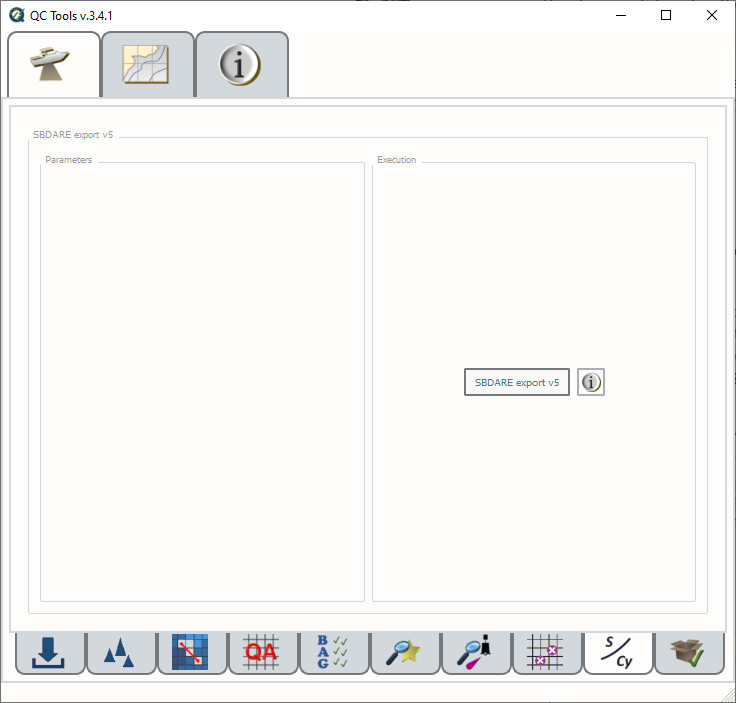 QC Tools v.3.4.1
i
SBDARE export v5
Parameters
Execution
SBDARE export v5
i
QA
B
A
G
S
Cy